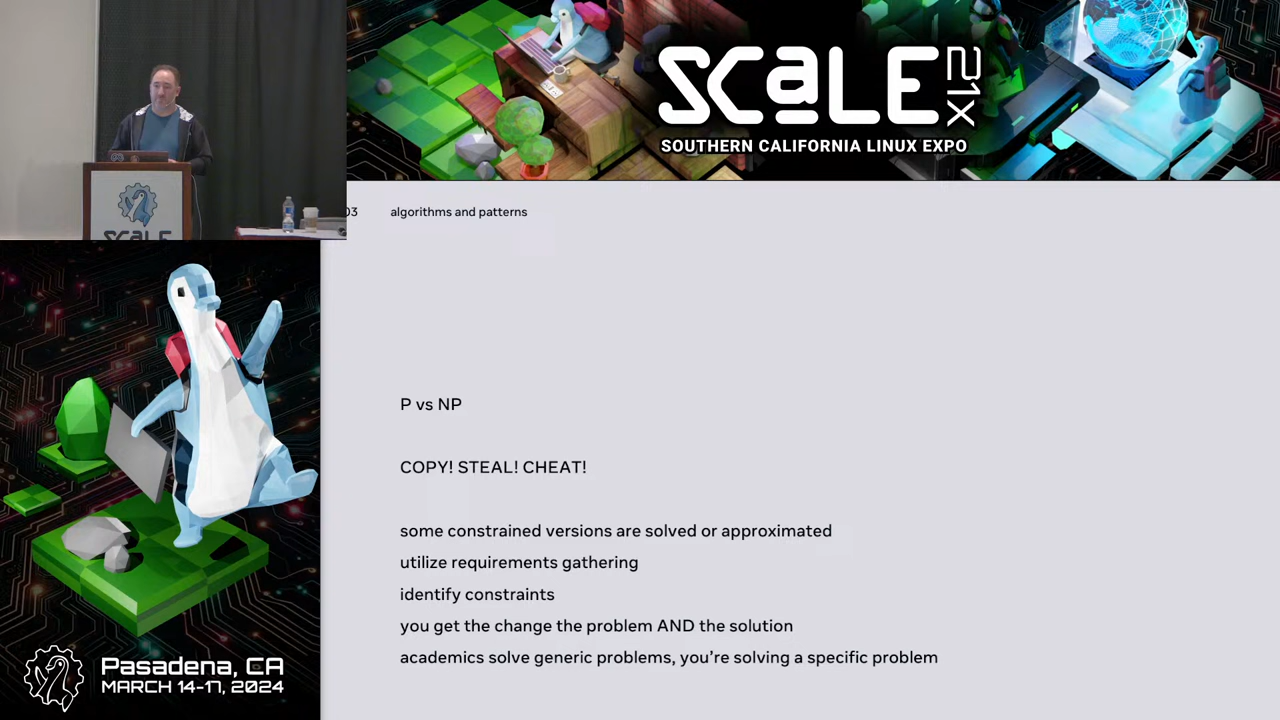 SCaLE 21X
SOUTHERN CALIFORNIA LINUX EXPO
SCALE
03 algorithms and patterns
P vs NP
COPY! STEAL! CHEAT!
some constrained versions are solved or approximated
utilize requirements gathering
identify constraints
you get the change the problem AND the solution
academics solve generic problems, you’re solving a specific problem
Pasadena, CA
MARCH 14-17, 2024